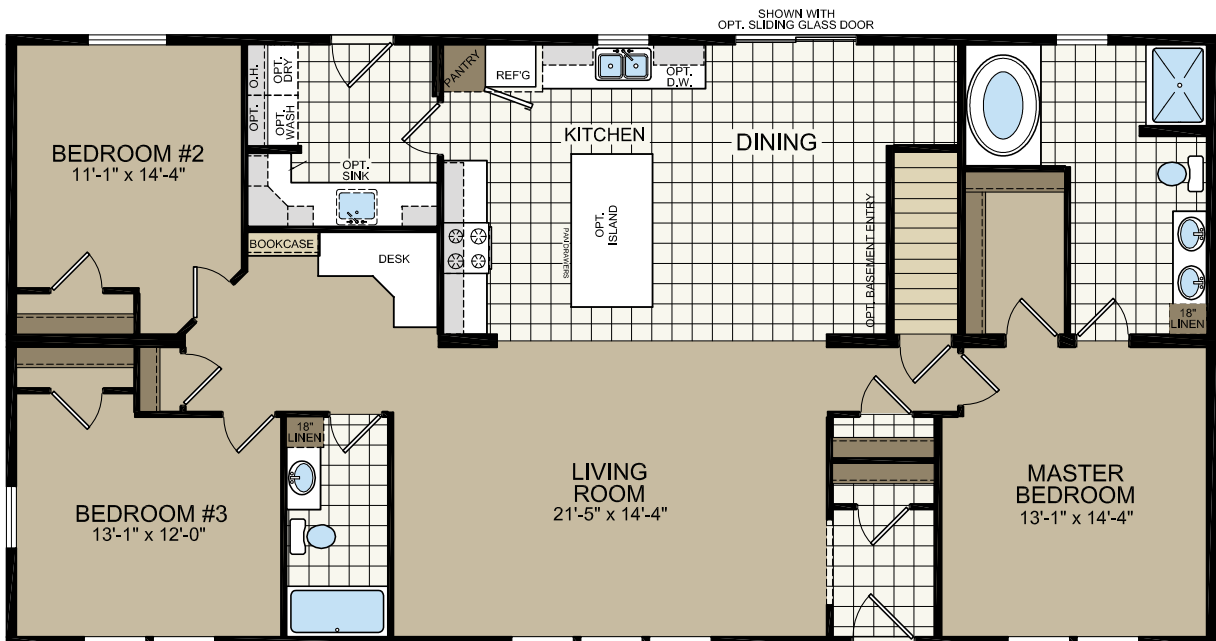 SHOWN WITH
OPT. SLIDING GLASS DOOR
BEDROOM #2
11'-1" x 14'-4"
OPT. O.H.
OPT. DRY
OPT. WASH
OPT.
SINK
PANTRY
REF'G
OPT.
D.W.
KITCHEN
DINING
OPT.
ISLAND
PAN DRAWERS
OPT. BASEMENT ENTRY
BOOKCASE
DESK
18"
LINEN
18"
LINEN
LIVING
ROOM
21'-5" x 14'-4"
MASTER
BEDROOM
13'-1" x 14'-4"
BEDROOM #3
13'-1" x 12'-0"